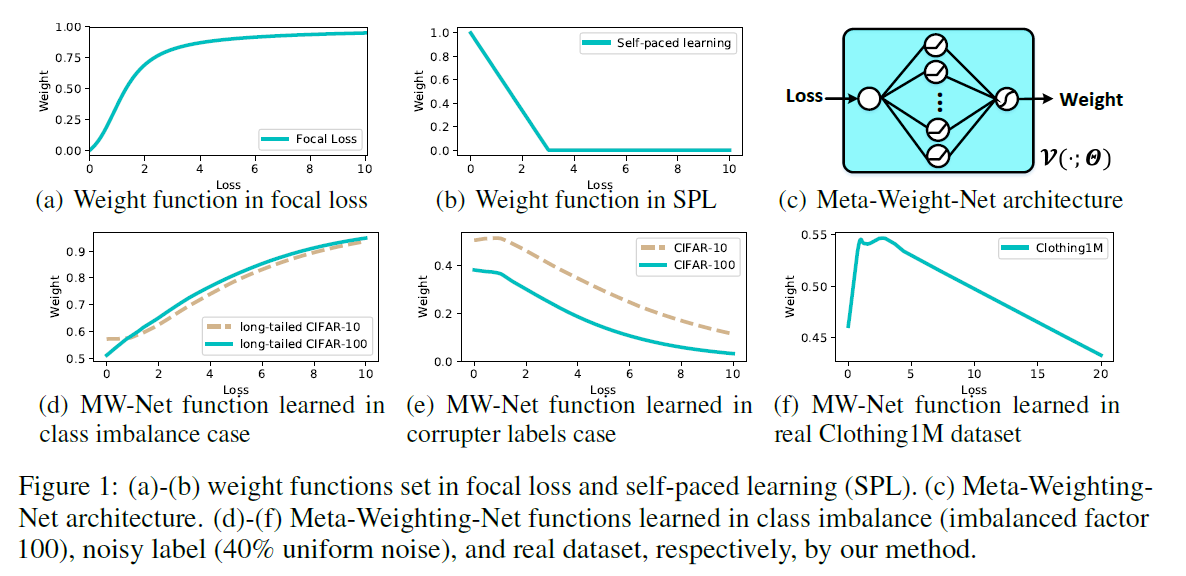 1.00
0.75
0.50
0.25
0.00
Weight
Focal Loss
0 2 4 6 8 10
Loss
(a) Weight function in focal loss
1.0
0.8
0.6
0.4
0.2
0.0
Weight
Self-paced learning
0 2 4 6 8 10
Loss
(b) Weight function in SPL
Loss
Weight
𝒱(·; Θ)
(c) Meta-Weight-Net architecture
0.9
0.8
0.7
0.6
0.5
Weight
long-tailed CIFAR-10
long-tailed CIFAR-100
0 2 4 6 8 10
Loss
(d) MW-Net function learned in
class imbalance case
0.4
0.2
0.0
Weight
CIFAR-10
CIFAR-100
0 2 4 6 8 10
Loss
(e) MW-Net function learned in
corrupter labels case
0.55
0.50
0.45
Weight
Clothing1M
0 5 10 15 20
Loss
(f) MW-Net function learned in
real Clothing1M dataset
Figure 1: (a)-(b) weight functions set in focal loss and self-paced learning (SPL). (c) Meta-Weighting-
Net architecture. (d)-(f) Meta-Weighting-Net functions learned in class imbalance (imbalanced factor
100), noisy label (40% uniform noise), and real dataset, respectively, by our method.